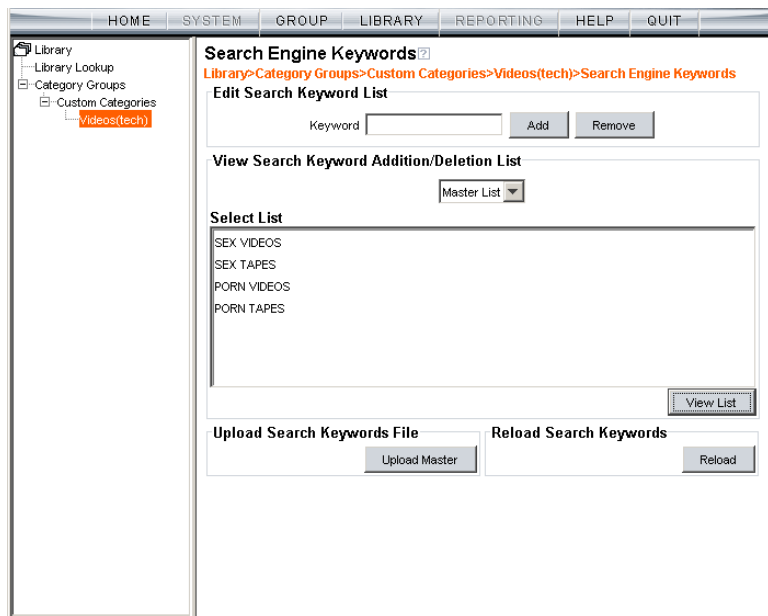 HOME SYSTEM GROUP LIBRARY REPORTING HELP QUIT
Library
Library Lookup
Category Groups
Custom Categories
Videos(tech)
Search Engine Keywords?
Library>Category Groups>Custom Categories>Videos(tech)>Search Engine Keywords
Edit Search Keyword List
Keyword Add Remove
View Search Keyword Addition/Deletion List
Master List
Select List
SEX VIDEOS
SEX TAPES
PORN VIDEOS
PORN TAPES
View List
Upload Search Keywords File
Upload Master
Reload Search Keywords
Reload